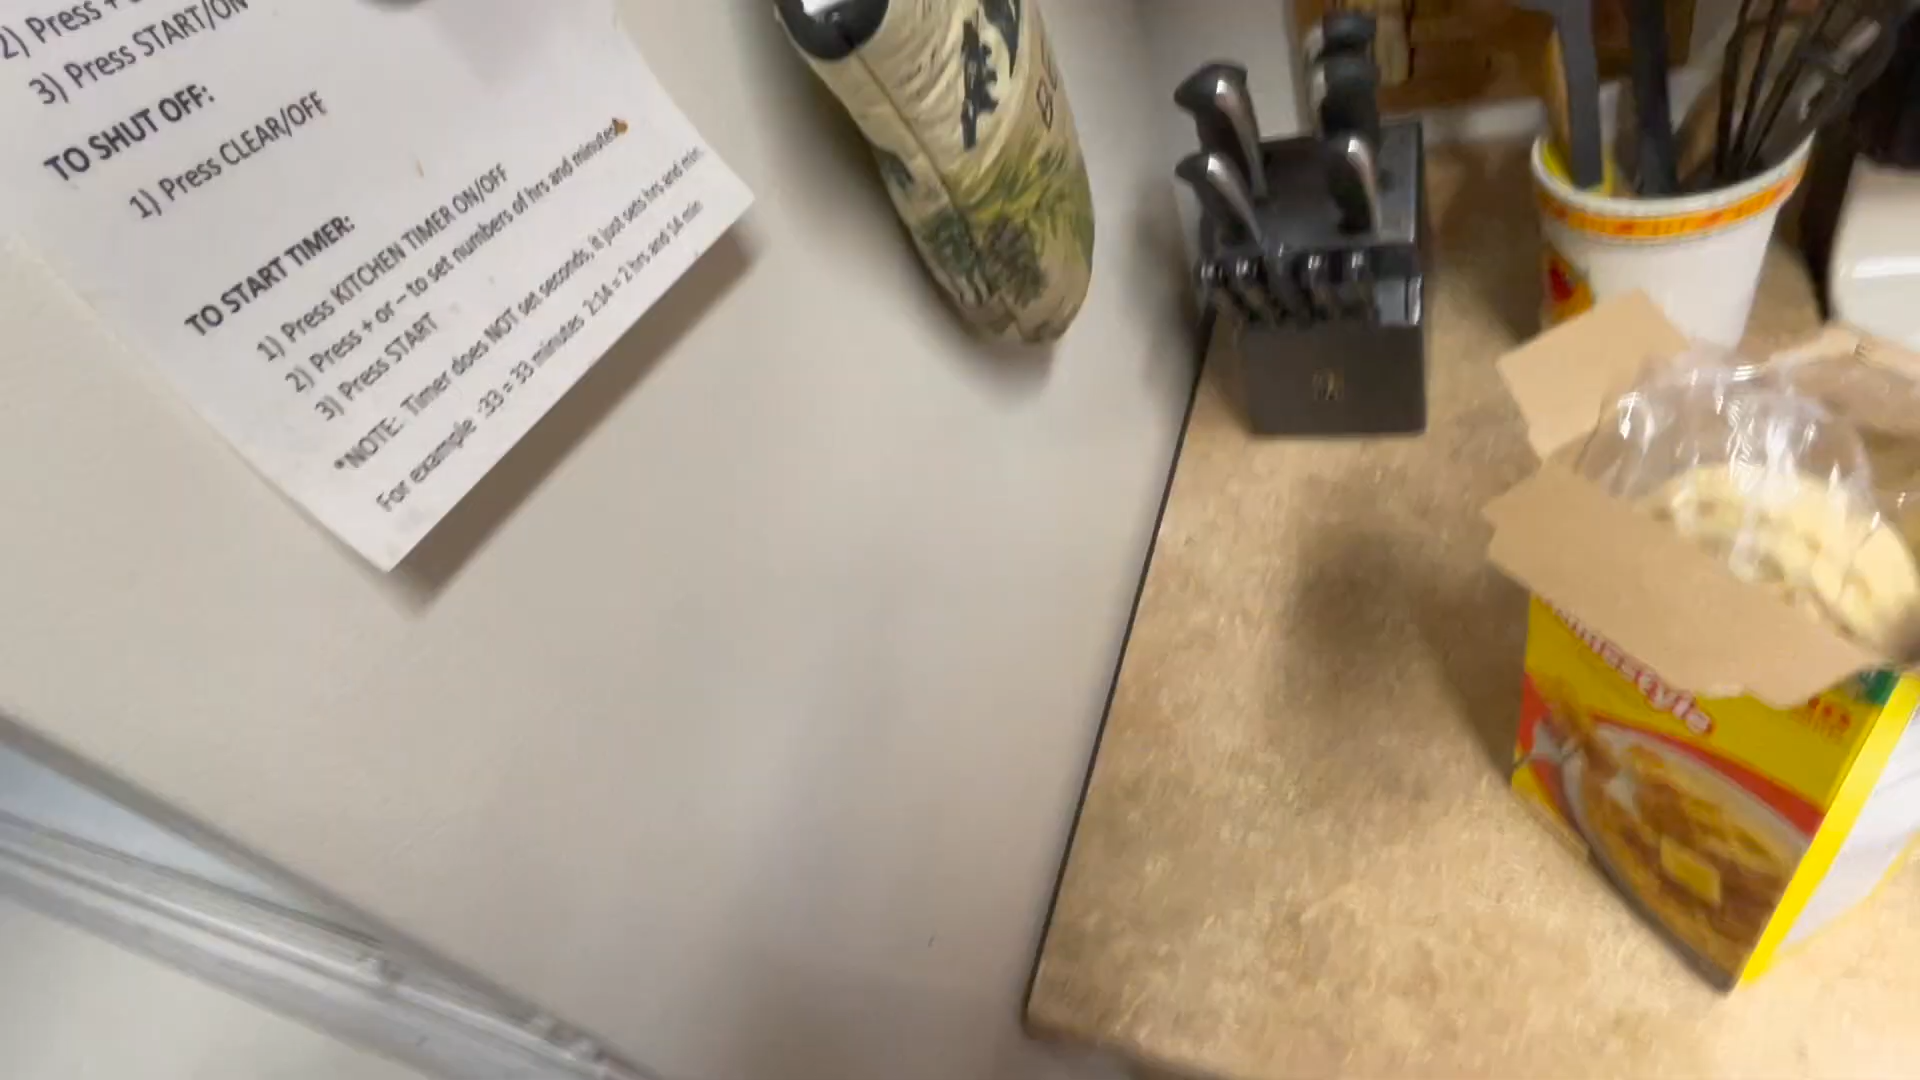 2) Press +
3) Press START/ON
TO SHUT OFF:
1) Press CLEAR/OFF
TO START TIMER:
1) Press KITCHEN TIMER ON/OFF
2) Press + or – to set numbers of hrs and minutes
3) Press START
*NOTE: Timer does NOT set seconds, it just sets hrs and min.
For example :33 = 33 minutes 2:14 = 2 hrs and 14 min